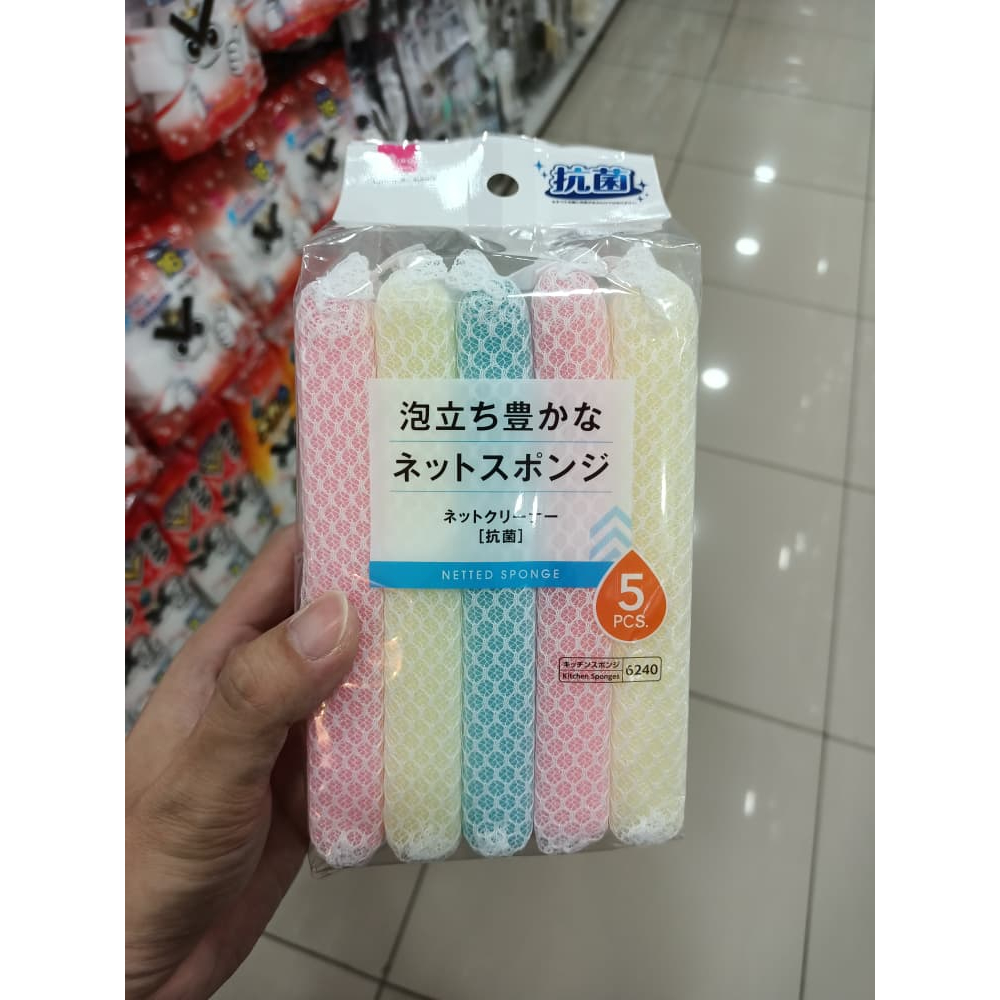 抗菌
泡立ち豊かな
ネットスポンジ
ネットクリーナー
[抗菌]
NETTED SPONGE
5
PCS.
キッチンスポンジ
Kitchen Sponges
6240